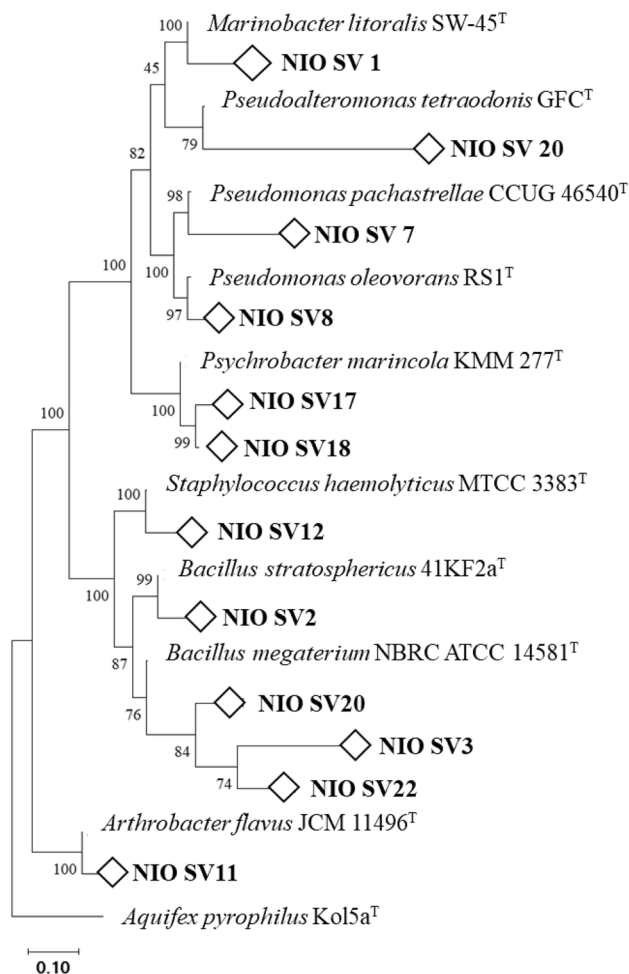 Marinobacter litoralis SW-45T
100
NIO SV 1
45
Pseudoalteromonas tetraodonis GFCT
79
NIO SV 20
82
Pseudomonas pachastrellae CCUG 46540T
98
NIO SV 7
100
100
Pseudomonas oleovorans RS1T
97
NIO SV8
Psychrobacter marincola KMM 277T
NIO SV17
100
100
99
NIO SV18
Staphylococcus haemolyticus MTCC 3383T
100
NIO SV12
Bacillus stratosphericus 41KF2aT
99
100
NIO SV2
Bacillus megaterium NBRC ATCC 14581T
87
NIO SV20
76
84
NIO SV3
74
NIO SV22
Arthrobacter flavus JCM 11496T
100
NIO SV11
Aquifex pyrophilus Kol5aT
0.10